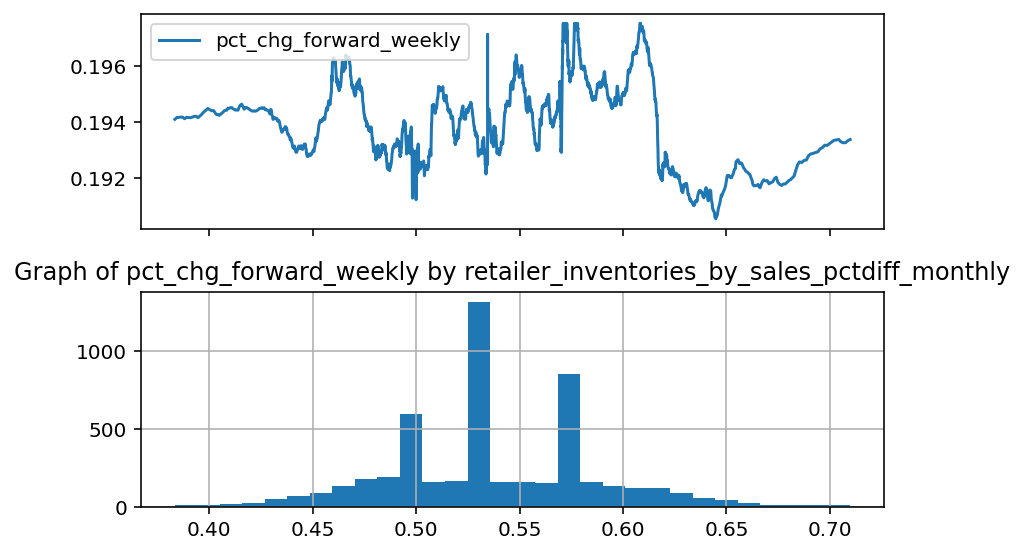 pct_chg_forward_weekly
0.196
0.194
0.192
Graph of pct_chg_forward_weekly by retailer_inventories_by_sales_pctdiff_monthly
1000
500
0
0.40 0.45 0.50 0.55 0.60 0.65 0.70